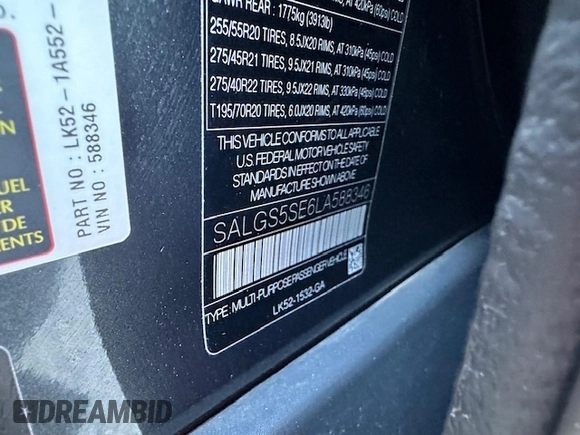 GAWR REAR : 1775kg (3913lb)
255/55R20 TIRES, 8.5JX20 RIMS, AT 310kPa (45psi) COLD
275/45R21 TIRES, 9.5JX21 RIMS, AT 310kPa (45psi) COLD
275/40R22 TIRES, 9.5JX22 RIMS, AT 330kPa (48psi) COLD
T195/70R20 TIRES, 6.0JX20 RIMS, AT 420kPa (60psi) COLD
THIS VEHICLE CONFORMS TO ALL APPLICABLE
U.S. FEDERAL MOTOR VEHICLE SAFETY
STANDARDS IN EFFECT ON THE DATE OF
MANUFACTURE SHOWN ABOVE
SALGS5SE6LA588346
TYPE : MULTI-PURPOSE PASSENGER VEHICLE
LK52-1532-GA
PART NO : LK52-1A552-
VIN NO : 588346
DE
DREAMBID